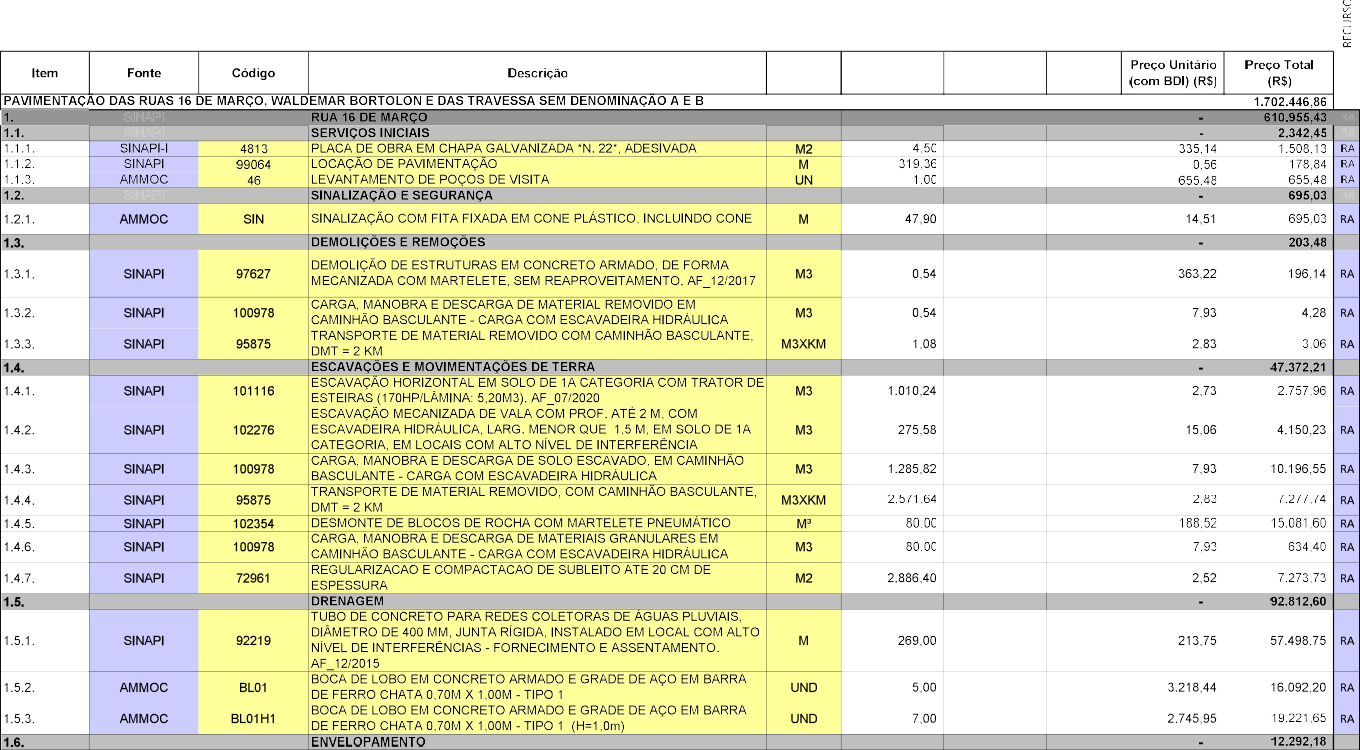 RECURSO
Item Fonte Código Descrição Preço Unitário (com BDI) (R$) Preço Total (R$)
PAVIMENTAÇÃO DAS RUAS 16 DE MARÇO, WALDEMAR BORTOLON E DAS TRAVESSA SEM DENOMINAÇÃO A E B 1.702.446,86
1. SINAPI RUA 16 DE MARÇO - 610.955,43 RA
1.1. SINAPI SERVIÇOS INICIAIS - 2.342,45 RA
1.1.1. SINAPI-I 4813 PLACA DE OBRA EM CHAPA GALVANIZADA *N. 22*, ADESIVADA M2 4,50 335,14 1.508,13 RA
1.1.2. SINAPI 99064 LOCAÇÃO DE PAVIMENTAÇÃO M 319,36 0,56 178,84 RA
1.1.3. AMMOC 46 LEVANTAMENTO DE POÇOS DE VISITA UN 1,00 655,48 655,48 RA
1.2. SINAPI SINALIZAÇÃO E SEGURANÇA - 695,03 RA
1.2.1. AMMOC SIN SINALIZAÇÃO COM FITA FIXADA EM CONE PLÁSTICO, INCLUINDO CONE M 47,90 14,51 695,03 RA
1.3. DEMOLIÇÕES E REMOÇÕES - 203,48
1.3.1. SINAPI 97627 DEMOLIÇÃO DE ESTRUTURAS EM CONCRETO ARMADO, DE FORMA
MECANIZADA COM MARTELETE, SEM REAPROVEITAMENTO. AF_12/2017 M3 0,54 363,22 196,14 RA
1.3.2. SINAPI 100978 CARGA, MANOBRA E DESCARGA DE MATERIAL REMOVIDO EM
CAMINHÃO BASCULANTE - CARGA COM ESCAVADEIRA HIDRÁULICA M3 0,54 7,93 4,28 RA
1.3.3. SINAPI 95875 TRANSPORTE DE MATERIAL REMOVIDO COM CAMINHÃO BASCULANTE,
DMT = 2 KM M3XKM 1,08 2,83 3,06 RA
1.4. ESCAVAÇÕES E MOVIMENTAÇÕES DE TERRA - 47.372,21
1.4.1. SINAPI 101116 ESCAVAÇÃO HORIZONTAL EM SOLO DE 1A CATEGORIA COM TRATOR DE
ESTEIRAS (170HP/LÂMINA: 5,20M3). AF_07/2020 M3 1.010,24 2,73 2.757,96 RA
1.4.2. SINAPI 102276 ESCAVAÇÃO MECANIZADA DE VALA COM PROF. ATÉ 2 M, COM
ESCAVADEIRA HIDRÁULICA, LARG. MENOR QUE 1,5 M, EM SOLO DE 1A
CATEGORIA, EM LOCAIS COM ALTO NÍVEL DE INTERFERÊNCIA M3 275,58 15,06 4.150,23 RA
1.4.3. SINAPI 100978 CARGA, MANOBRA E DESCARGA DE SOLO ESCAVADO, EM CAMINHÃO
BASCULANTE - CARGA COM ESCAVADEIRA HIDRÁULICA M3 1.285,82 7,93 10.196,55 RA
1.4.4. SINAPI 95875 TRANSPORTE DE MATERIAL REMOVIDO, COM CAMINHÃO BASCULANTE,
DMT = 2 KM M3XKM 2.571,64 2,83 7.277,74 RA
1.4.5. SINAPI 102354 DESMONTE DE BLOCOS DE ROCHA COM MARTELETE PNEUMÁTICO M³ 80,00 188,52 15.081,60 RA
1.4.6. SINAPI 100978 CARGA, MANOBRA E DESCARGA DE MATERIAIS GRANULARES EM
CAMINHÃO BASCULANTE - CARGA COM ESCAVADEIRA HIDRÁULICA M3 80,00 7,93 634,40 RA
1.4.7. SINAPI 72961 REGULARIZACAO E COMPACTACAO DE SUBLEITO ATE 20 CM DE
ESPESSURA M2 2.886,40 2,52 7.273,73 RA
1.5. DRENAGEM - 92.812,60
1.5.1. SINAPI 92219 TUBO DE CONCRETO PARA REDES COLETORAS DE ÁGUAS PLUVIAIS,
DIÂMETRO DE 400 MM, JUNTA RÍGIDA, INSTALADO EM LOCAL COM ALTO
NÍVEL DE INTERFERÊNCIAS - FORNECIMENTO E ASSENTAMENTO.
AF_12/2015 M 269,00 213,75 57.498,75 RA
1.5.2. AMMOC BL01 BOCA DE LOBO EM CONCRETO ARMADO E GRADE DE AÇO EM BARRA
DE FERRO CHATA 0,70M X 1,00M - TIPO 1 UND 5,00 3.218,44 16.092,20 RA
1.5.3. AMMOC BL01H1 BOCA DE LOBO EM CONCRETO ARMADO E GRADE DE AÇO EM BARRA
DE FERRO CHATA 0,70M X 1,00M - TIPO 1 (H=1,0m) UND 7,00 2.745,95 19.221,65 RA
1.6. ENVELOPAMENTO - 12.292,18